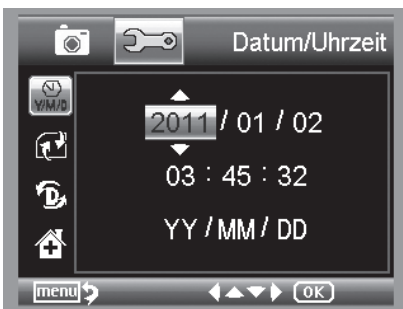 Datum/Uhrzeit
Y/M/D
2011 / 01 / 02
03 : 45 : 32
D
YY / MM / DD
menu OK